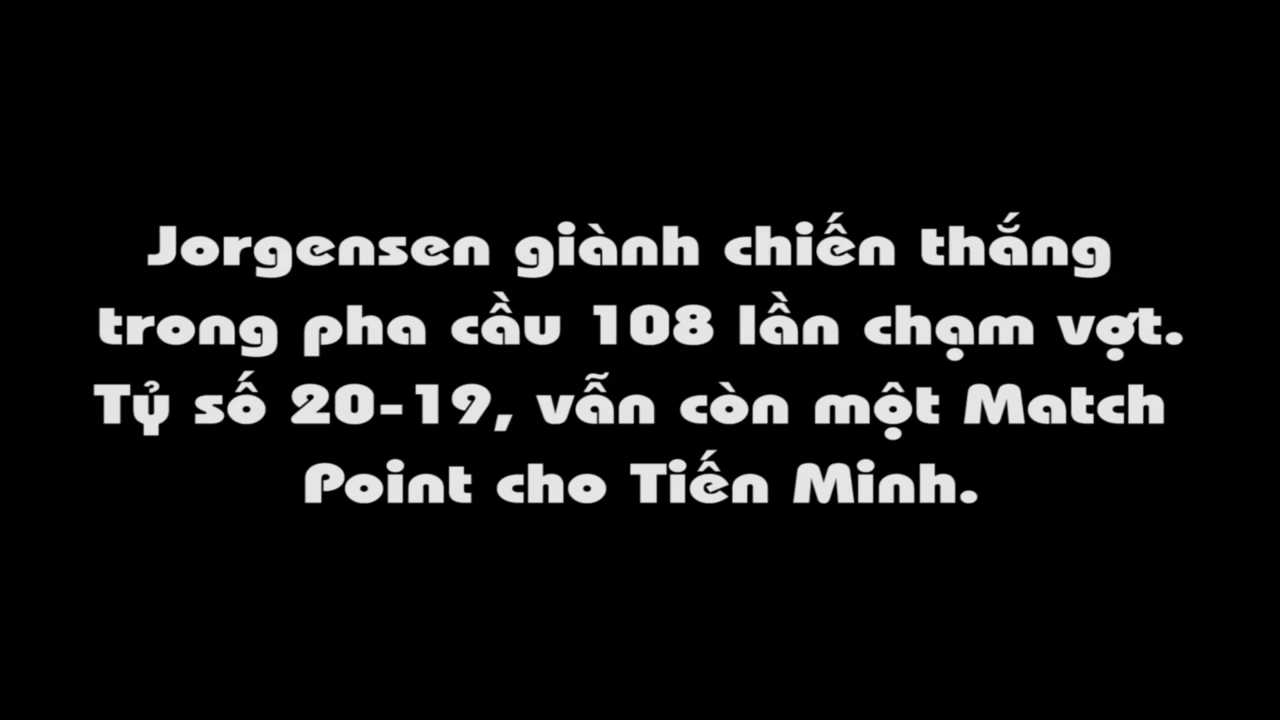 Jorgensen giành chiến thắng
trong pha cầu 108 lần chạm vợt.
Tỷ số 20-19, vẫn còn một Match
Point cho Tiến Minh.